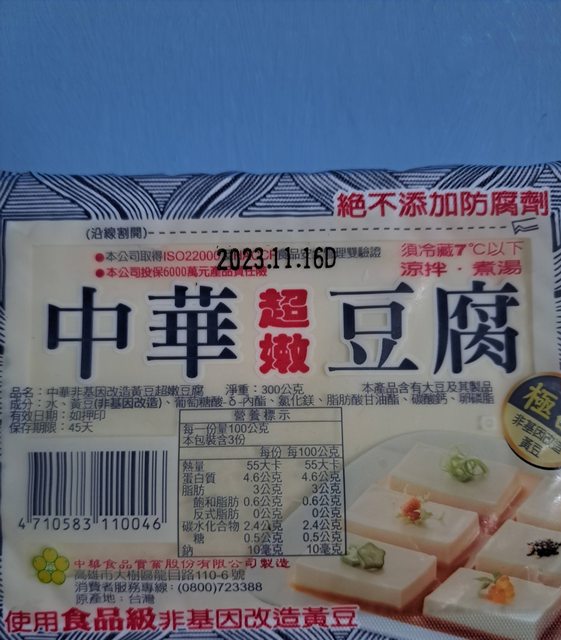 絕不添加防腐劑
(沿線割開)
●本公司取得ISO22000 食品安 理雙驗證
●本公司投保6000萬元產品責任險
2023.11.16D
須冷藏7℃以下
涼拌·煮湯
中華超嫩豆腐
品名:中華非基因改造黃豆超嫩豆腐 淨重:300公克 本產品含有大豆及其製品
成分:水、黃豆(非基因改造)、葡萄糖酸-δ-內酯、氯化鎂、脂肪酸甘油酯、碳酸鈣、卵磷脂
有效日期:如押印
保存期限:45天
極
非基因改造
黃豆
營養標示
每一份量100公克
本包裝含3份
每份 每100公克
熱量 55大卡 55大卡
蛋白質 4.6公克 4.6公克
脂肪 3公克 3公克
飽和脂肪 0.6公克 0.6公克
反式脂肪 0公克 0公克
碳水化合物 2.4公克 2.4公克
糖 0.5公克 0.5公克
鈉 10毫克 10毫克
4 710583 110046
中華食品實業股份有限公司製造
高雄市大樹區龍目路110-6號
消費者服務專線:(0800)723388
原產地:台灣
使用食品級非基因改造黃豆